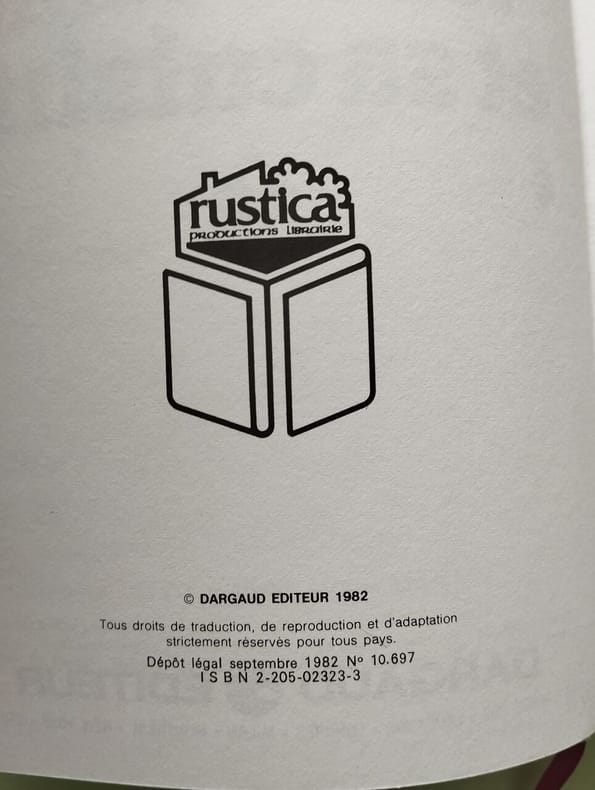 rustica
PRODUCTIONS LIBRAIRIE
© DARGAUD EDITEUR 1982
Tous droits de traduction, de reproduction et d'adaptation
strictement réservés pour tous pays.
Dépôt légal septembre 1982 Nº 10.697
ISBN 2-205-02323-3